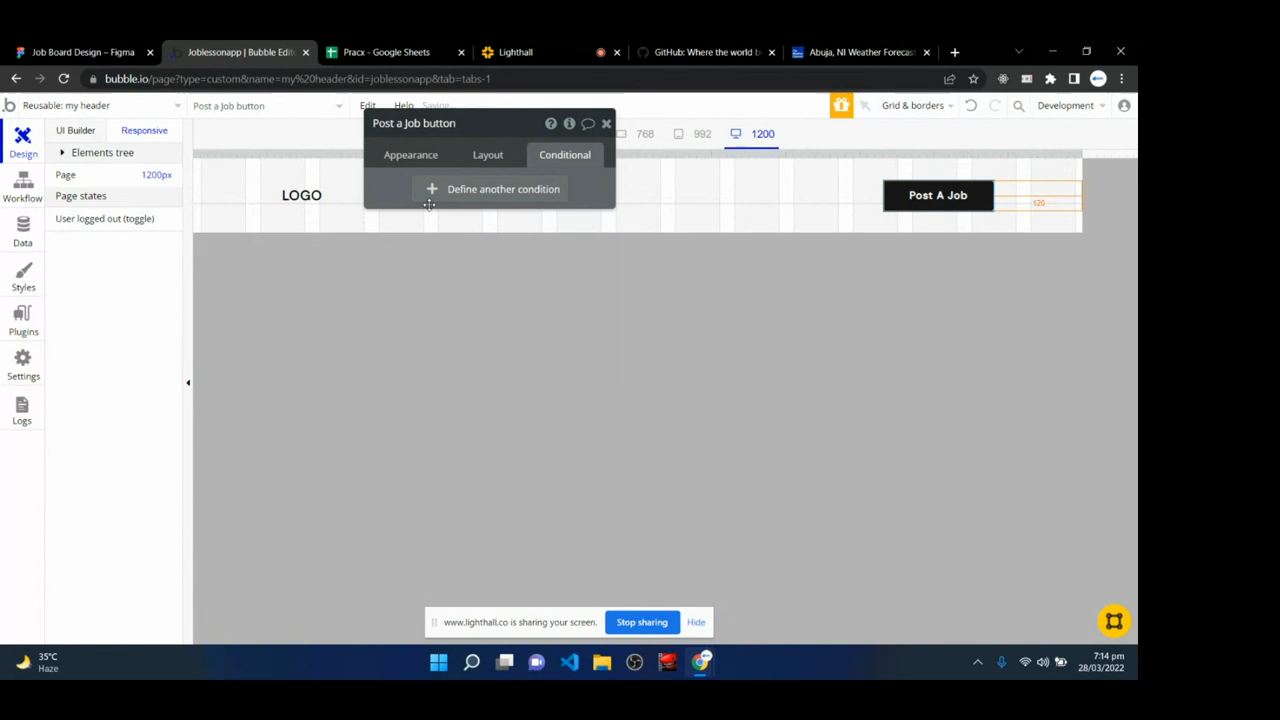 Job Board Design – Figma
Joblessonapp | Bubble Edit
Pracx - Google Sheets
Lighthall
GitHub: Where the world b
Abuja, NI Weather Forecas
bubble.io/page?type=custom&name=my%20header&id=joblessonapp&tab=tabs-1
Reusable: my header
Post a Job button
Edit
Help
Saving...
Grid & borders
Development
Design
Workflow
Data
Styles
Plugins
Settings
Logs
UI Builder
Responsive
Elements tree
Page
1200px
Page states
User logged out (toggle)
Post a Job button
Appearance
Layout
Conditional
Define another condition
768
992
1200
LOGO
Post A Job
120
www.lighthall.co is sharing your screen.
Stop sharing
Hide
35°C
Haze
7:14 pm
28/03/2022